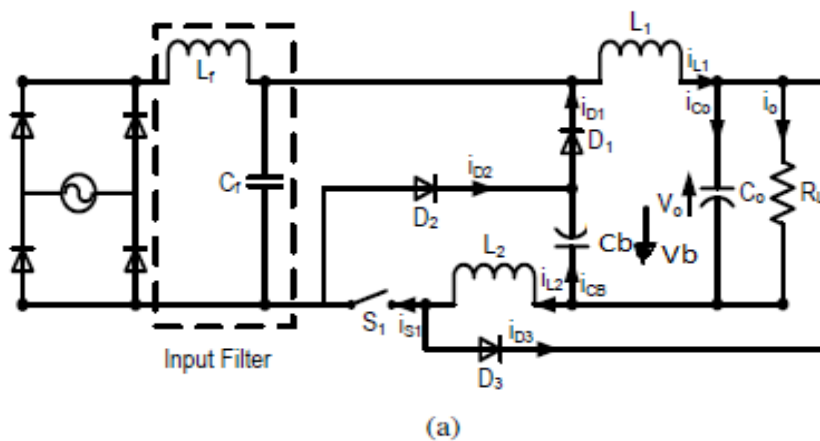 L1
Lf
iL1
iCo
io
iD1
D1
iD2
Cf
D2
Vo
Co
Cb
Vb
L2
iL2
iCB
S1
iS1
iD3
D3
Input Filter
(a)